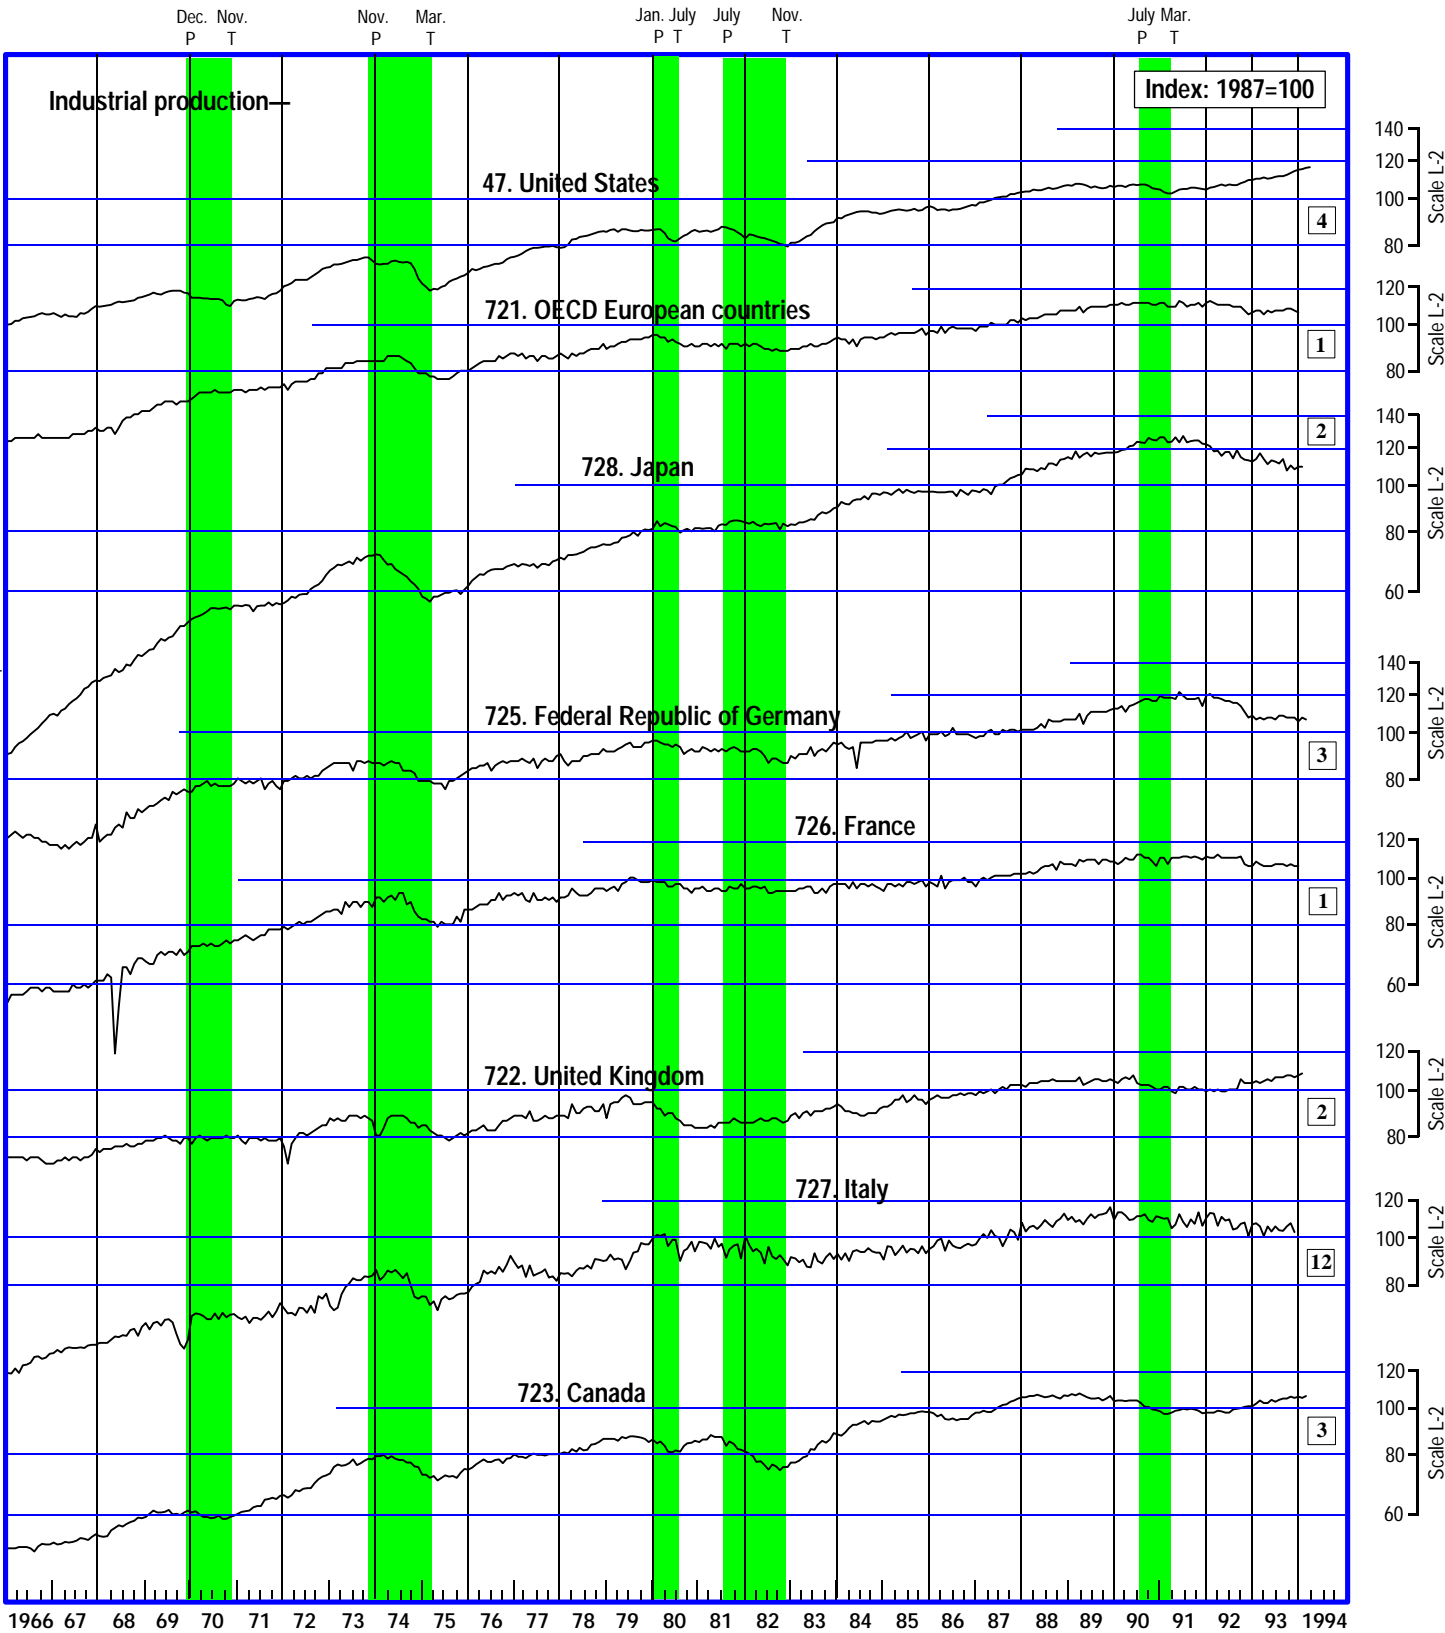 Dec. Nov. Nov. Mar. Jan. July July Nov. July Mar.
P T P T P T P T P T
Industrial production—
Index: 1987=100
140
120
47. United States
100
4
80
Scale L-2
120
721. OECD European countries
100
1
80
Scale L-2
140
2
120
728. Japan
100
80
60
Scale L-2
140
120
725. Federal Republic of Germany
100
3
80
Scale L-2
726. France
120
100
1
80
60
Scale L-2
120
722. United Kingdom
100
2
80
Scale L-2
727. Italy
120
100
12
80
Scale L-2
120
723. Canada
100
3
80
60
Scale L-2
1966 67 68 69 70 71 72 73 74 75 76 77 78 79 80 81 82 83 84 85 86 87 88 89 90 91 92 93 1994